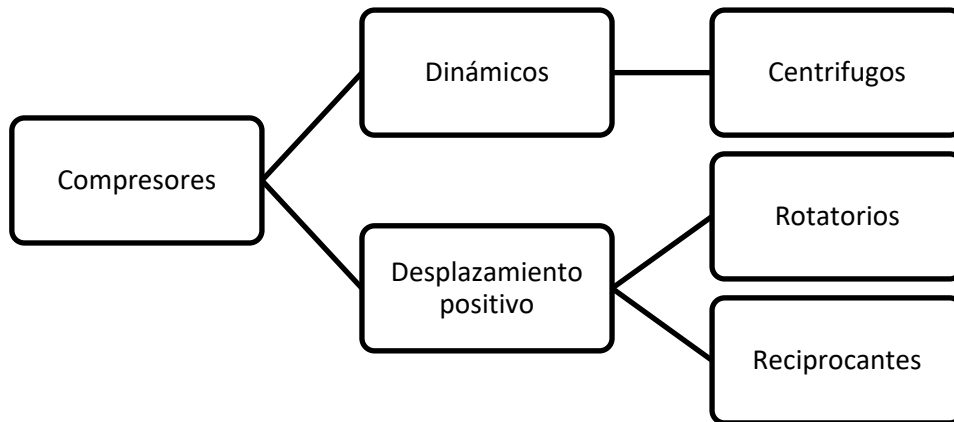 Compresores
Dinámicos
Centrifugos
Desplazamiento
positivo
Rotatorios
Reciprocantes